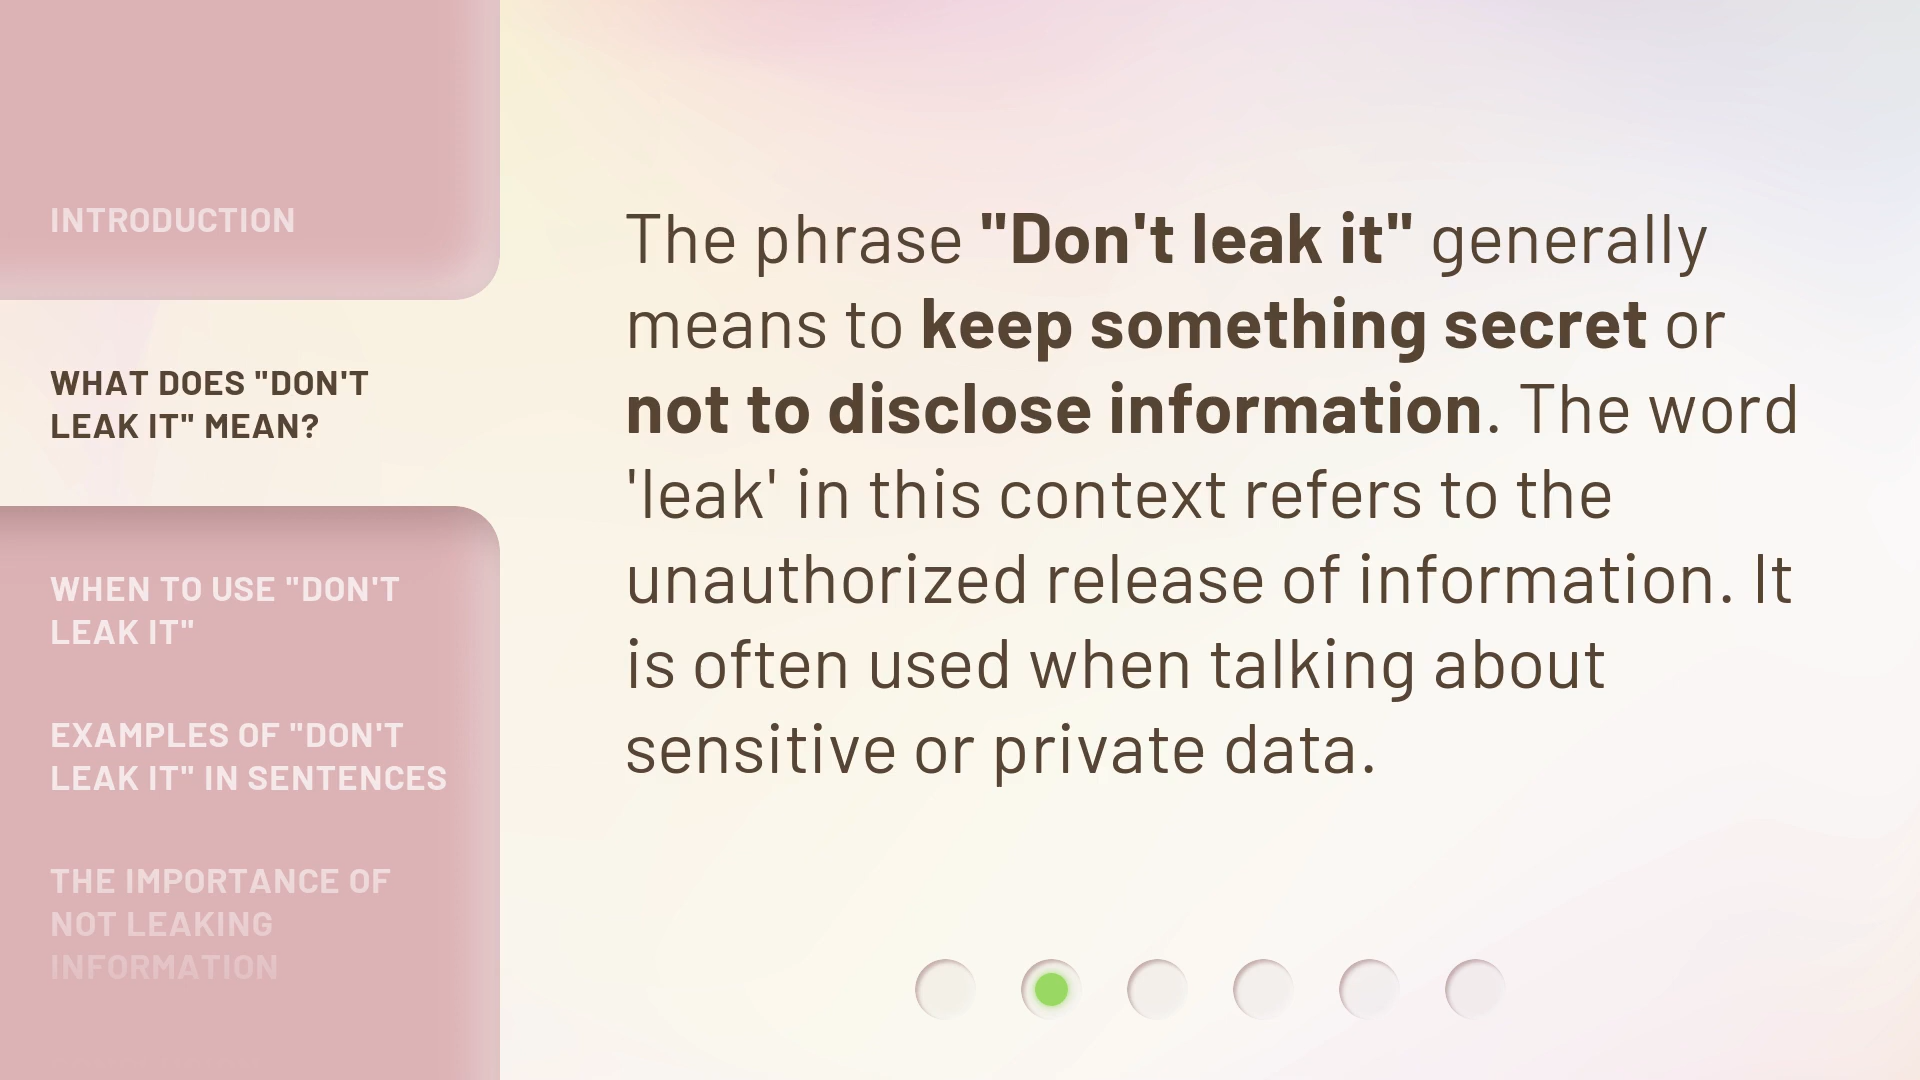 INTRODUCTION
WHAT DOES "DON'T
LEAK IT" MEAN?
WHEN TO USE "DON'T
LEAK IT"
EXAMPLES OF "DON'T
LEAK IT" IN SENTENCES
THE IMPORTANCE OF
NOT LEAKING
INFORMATION
The phrase "Don't leak it" generally
means to keep something secret or
not to disclose information. The word
'leak' in this context refers to the
unauthorized release of information. It
is often used when talking about
sensitive or private data.